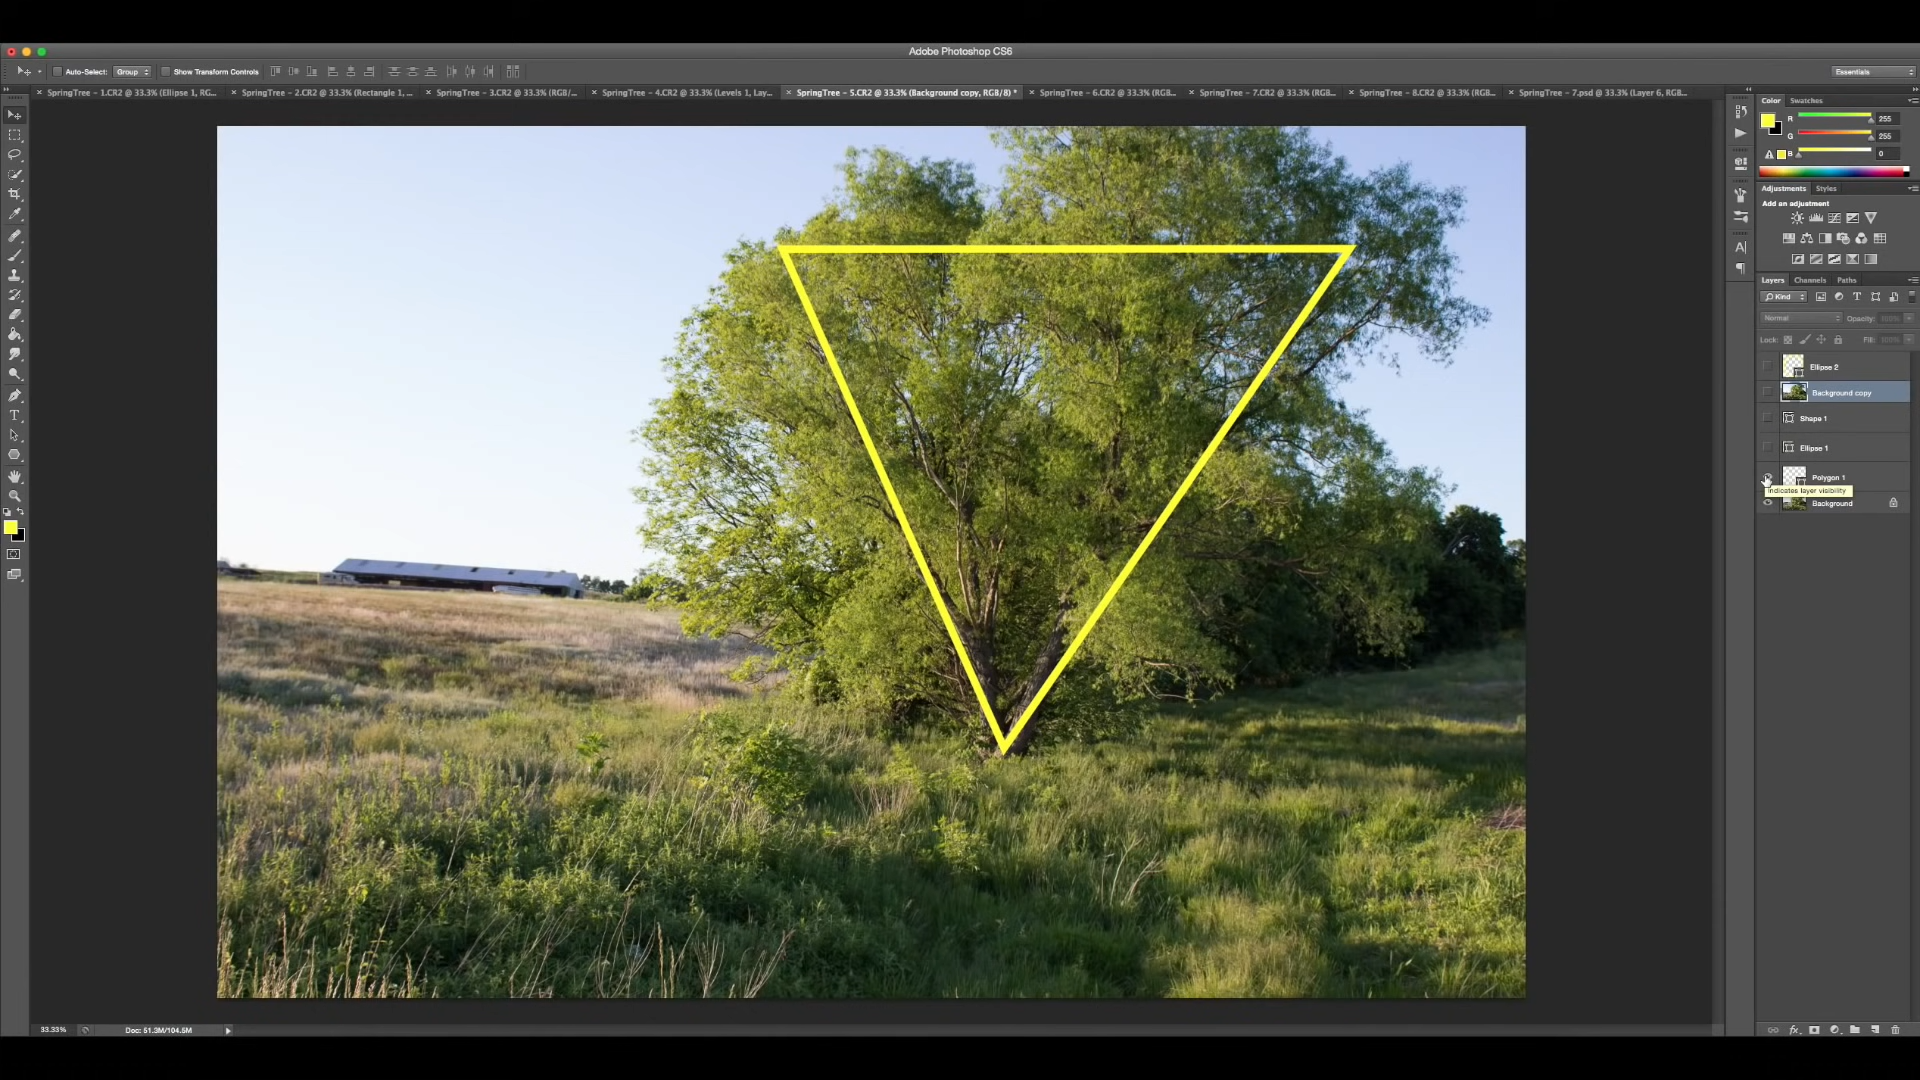 Adobe Photoshop CS6
Auto-Select: Group Show Transform Controls Essentials
SpringTree - 1.CR2 @ 33.3% (Ellipse 1, RG... SpringTree - 2.CR2 @ 33.3% (Rectangle 1, ... SpringTree - 3.CR2 @ 33.3% (RGB/... SpringTree - 4.CR2 @ 33.3% (Levels 1, Lay... SpringTree - 5.CR2 @ 33.3% (Background copy, RGB/8) * SpringTree - 6.CR2 @ 33.3% (RGB... SpringTree - 7.CR2 @ 33.3% (RGB... SpringTree - 8.CR2 @ 33.3% (RGB... SpringTree - 7.psd @ 33.3% (Layer 6, RGB...
Color Swatches
R 255
G 255
B 0
Adjustments Styles
Add an adjustment
Layers Channels Paths
Kind
Normal Opacity: 100%
Lock: Fill: 100%
Ellipse 2
Background copy
Shape 1
Ellipse 1
Polygon 1
Indicates layer visibility
Background
33.33% Doc: 51.3M/104.5M